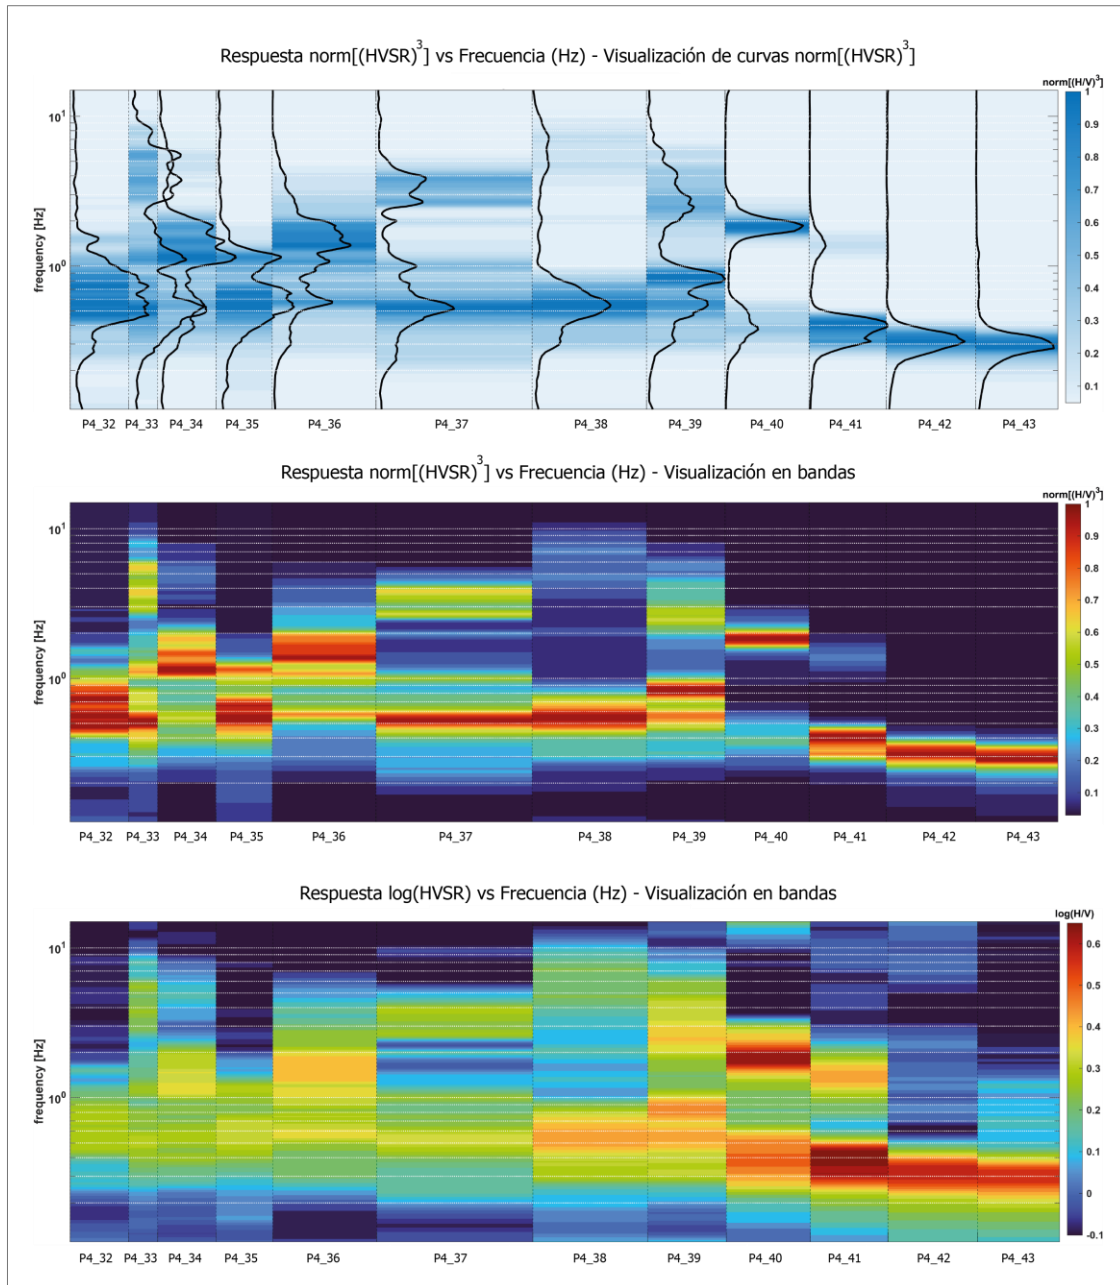 Respuesta norm[(HVSR)³] vs Frecuencia (Hz) - Visualización de curvas norm[(HVSR)³]
norm[(H/V)³]
frequency [Hz]
10¹
10⁰
1
0.9
0.8
0.7
0.6
0.5
0.4
0.3
0.2
0.1
P4_32 P4_33 P4_34 P4_35 P4_36 P4_37 P4_38 P4_39 P4_40 P4_41 P4_42 P4_43
Respuesta norm[(HVSR)³] vs Frecuencia (Hz) - Visualización en bandas
norm[(H/V)³]
frequency [Hz]
10¹
10⁰
1
0.9
0.8
0.7
0.6
0.5
0.4
0.3
0.2
0.1
P4_32 P4_33 P4_34 P4_35 P4_36 P4_37 P4_38 P4_39 P4_40 P4_41 P4_42 P4_43
Respuesta log(HVSR) vs Frecuencia (Hz) - Visualización en bandas
log(H/V)
frequency [Hz]
10¹
10⁰
0.6
0.5
0.4
0.3
0.2
0.1
0
-0.1
P4_32 P4_33 P4_34 P4_35 P4_36 P4_37 P4_38 P4_39 P4_40 P4_41 P4_42 P4_43